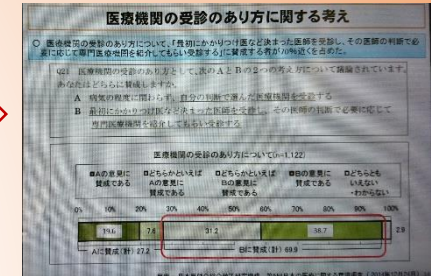 医療機関の受診のあり方に関する考え
○ 医療機関の受診のあり方について、「最初にかかりつけ医など決まった医師を受診し、その医師の判断で必
要に応じて専門医療機関を紹介してもらい受診する」に賛成する者が70%近くを占めた。
Q21 医療機関の受診のあり方として、次のAとBの2つの考え方について議論されています。
あなたはどちらに賛成しますか。
A 病気の程度に関わらず、自分の判断で選んだ医療機関を受診する
B 最初にかかりつけ医など決まった医師を受診し、その医師の判断で必要に応じて
専門医療機関を紹介してもらい受診する
医療機関の受診のあり方について(n=1,122)
■Aの意見に
賛成である
□どちらかといえば
Aの意見に
賛成である
□どちらかといえば
Bの意見に
賛成である
■Bの意見に
賛成である
□どちらとも
いえない
・わからない
0% 10% 20% 30% 40% 50% 60% 70% 80% 90% 100%
19.6 7.6 31.2 38.7 2.8
Aに賛成(計) 27.2 Bに賛成(計) 69.9